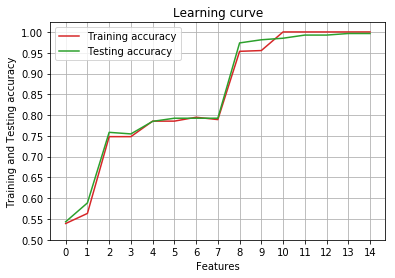 Learning curve
Training accuracy
Testing accuracy
Training and Testing accuracy
1.00
0.95
0.90
0.85
0.80
0.75
0.70
0.65
0.60
0.55
0.50
0 1 2 3 4 5 6 7 8 9 10 11 12 13 14
Features